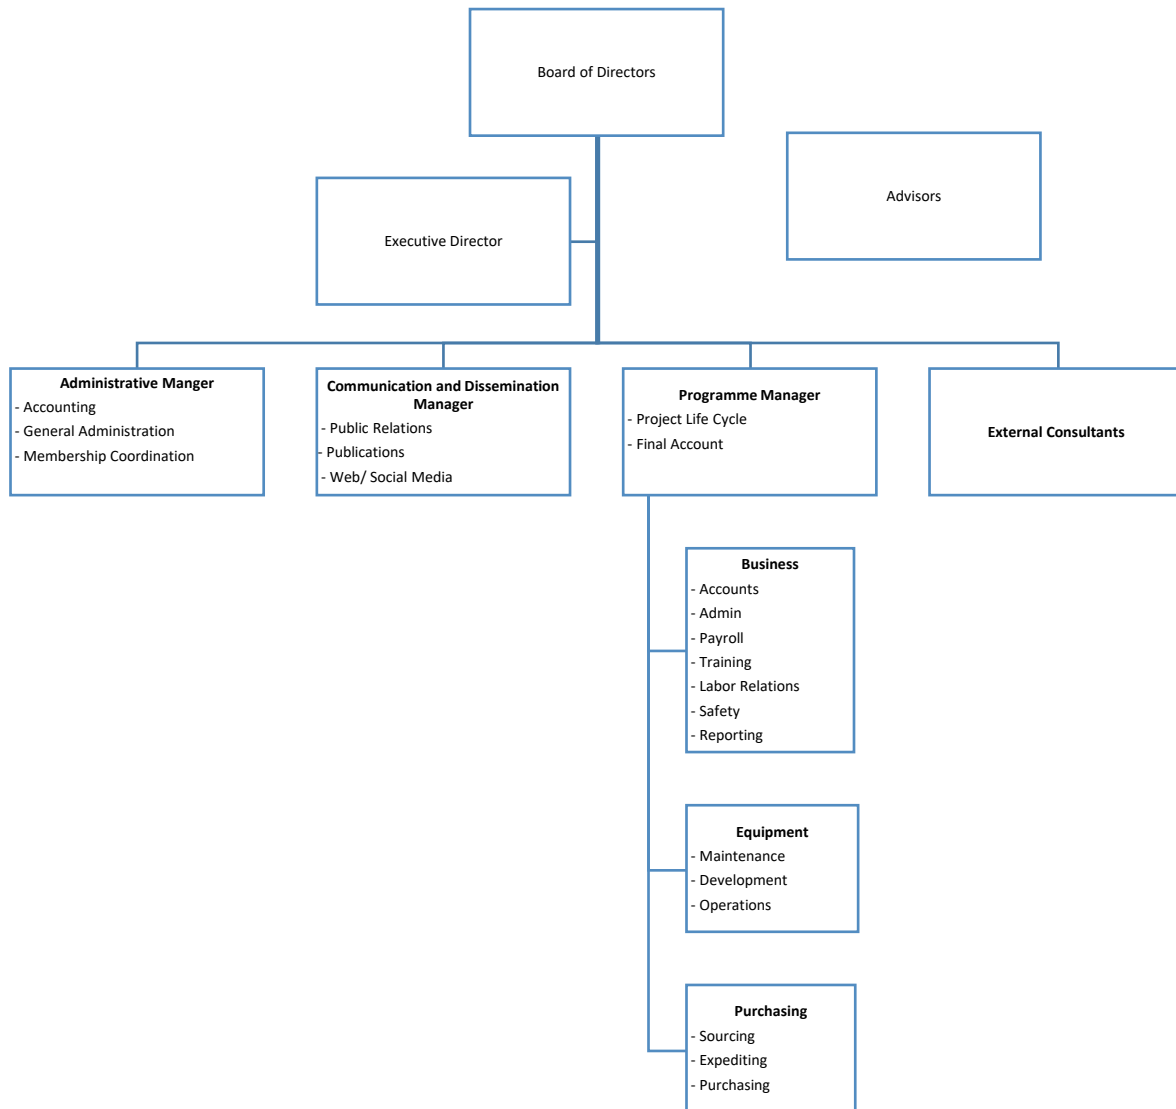 Board of Directors
Advisors
Executive Director
Administrative Manger
- Accounting
- General Administration
- Membership Coordination
Communication and Dissemination
Manager
- Public Relations
- Publications
- Web/ Social Media
Programme Manager
- Project Life Cycle
- Final Account
External Consultants
Business
- Accounts
- Admin
- Payroll
- Training
- Labor Relations
- Safety
- Reporting
Equipment
- Maintenance
- Development
- Operations
Purchasing
- Sourcing
- Expediting
- Purchasing